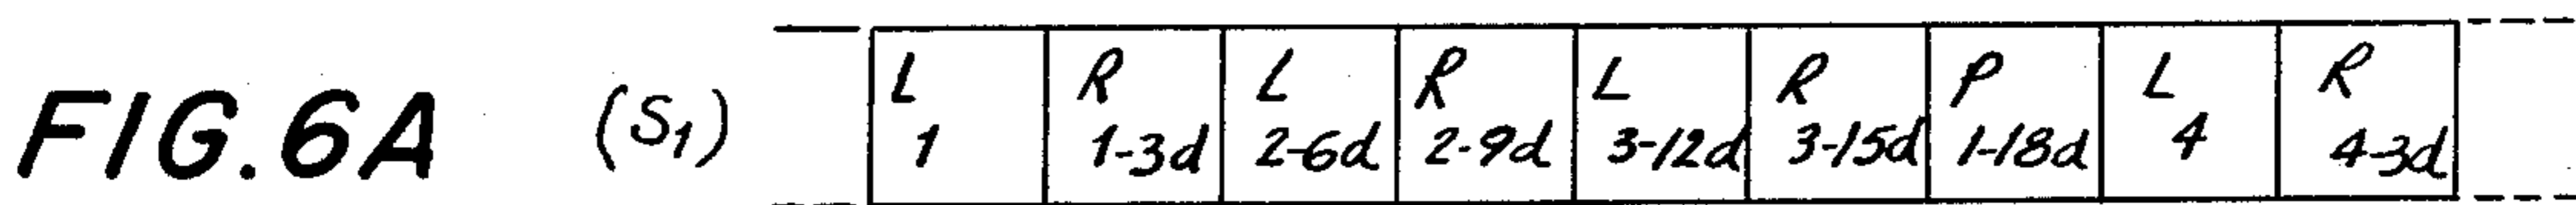 FIG.6A (S1) L R L R L R P L R
1 1-3d 2-6d 2-9d 3-12d 3-15d 1-18d 4 4-3d